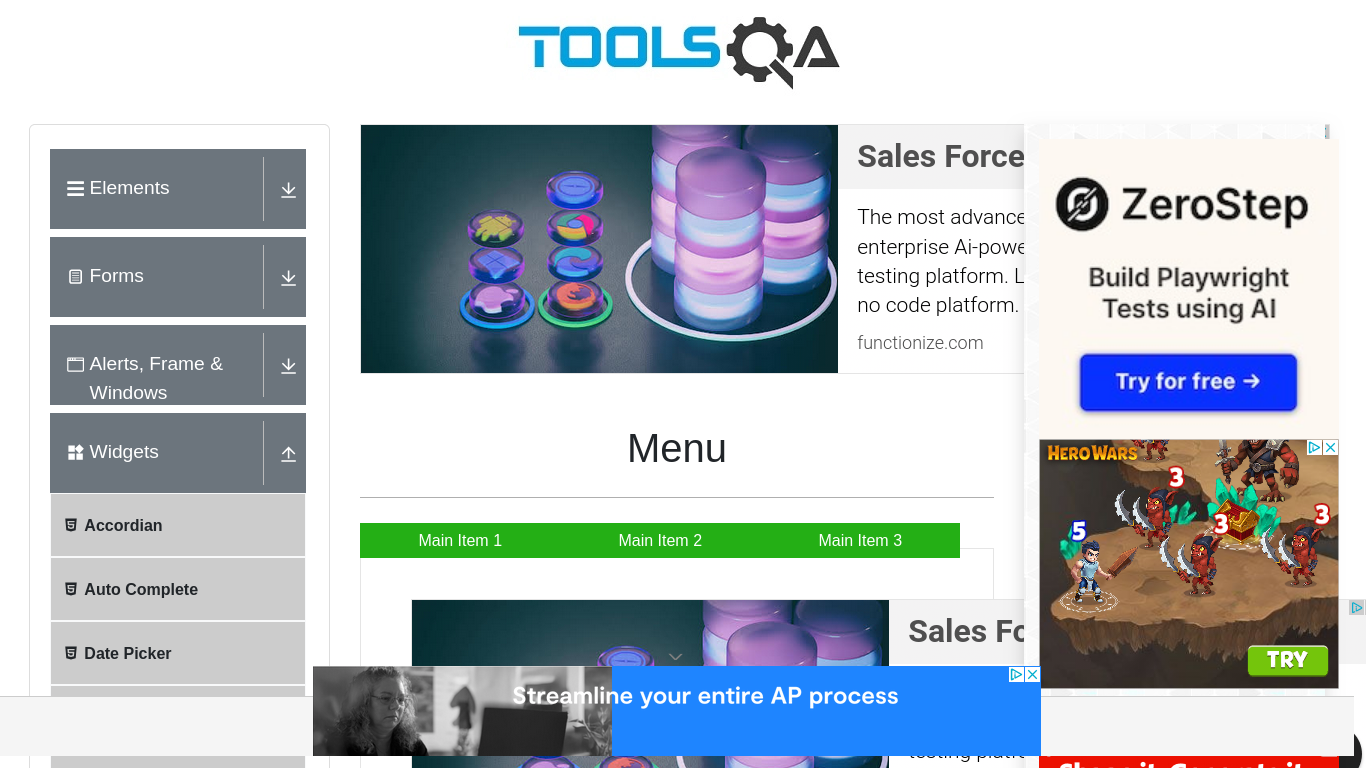 TOOLSQA
Elements
Forms
Alerts, Frame &
Windows
Widgets
Accordian
Auto Complete
Date Picker
Sales Force
The most advance
enterprise Ai-powe
testing platform. L
no code platform.
functionize.com
Menu
Main Item 1
Main Item 2
Main Item 3
Sales Fo
Streamline your entire AP process
ZeroStep
Build Playwright
Tests using AI
Try for free →
HERO WARS
3
3
3
5
TRY